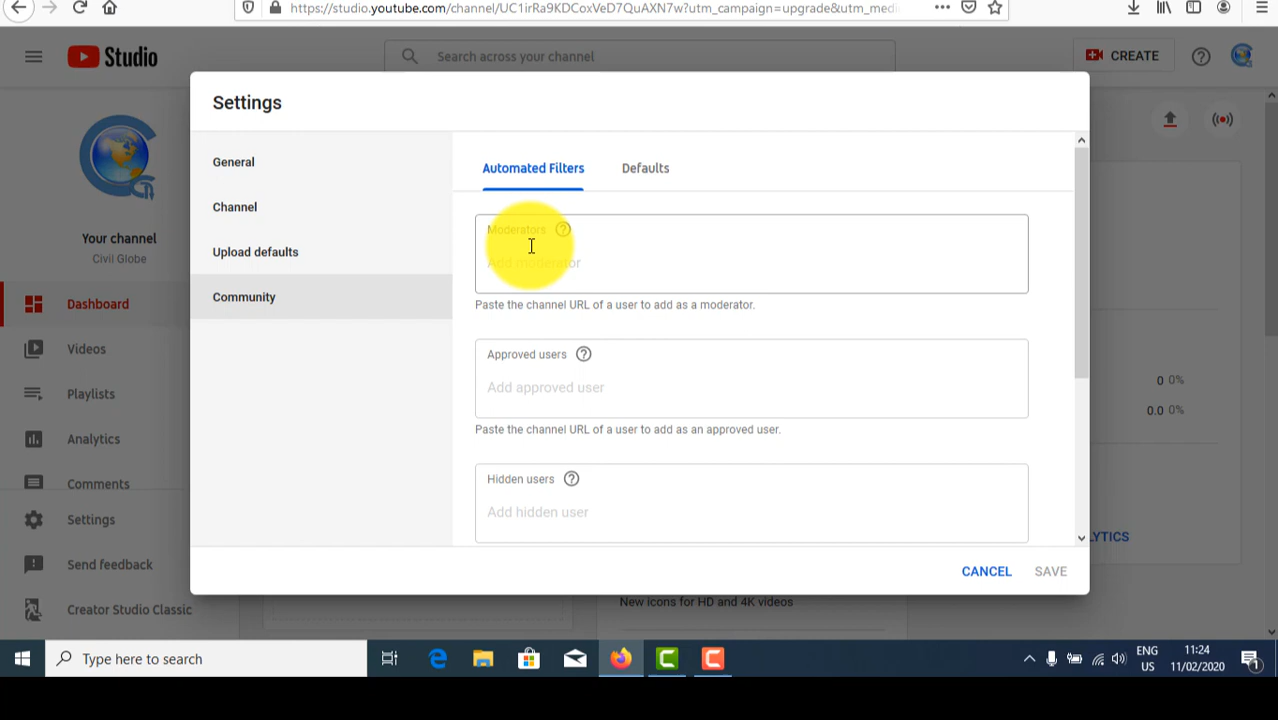 https://studio.youtube.com/channel/UC1irRa9KDCoxVeD7QuAXN7w?utm_campaign=upgrade&utm_medi
Studio
Search across your channel
CREATE
Settings
General
Channel
Upload defaults
Community
Automated Filters
Defaults
Moderators
Add moderator
Paste the channel URL of a user to add as a moderator.
Approved users
Add approved user
Paste the channel URL of a user to add as an approved user.
Hidden users
Add hidden user
CANCEL
SAVE
Your channel
Civil Globe
Dashboard
Videos
Playlists
Analytics
Comments
Settings
Send feedback
Creator Studio Classic
0 0%
0.0 0%
LYTICS
New icons for HD and 4K videos
Type here to search
ENG
US
11:24
11/02/2020
1